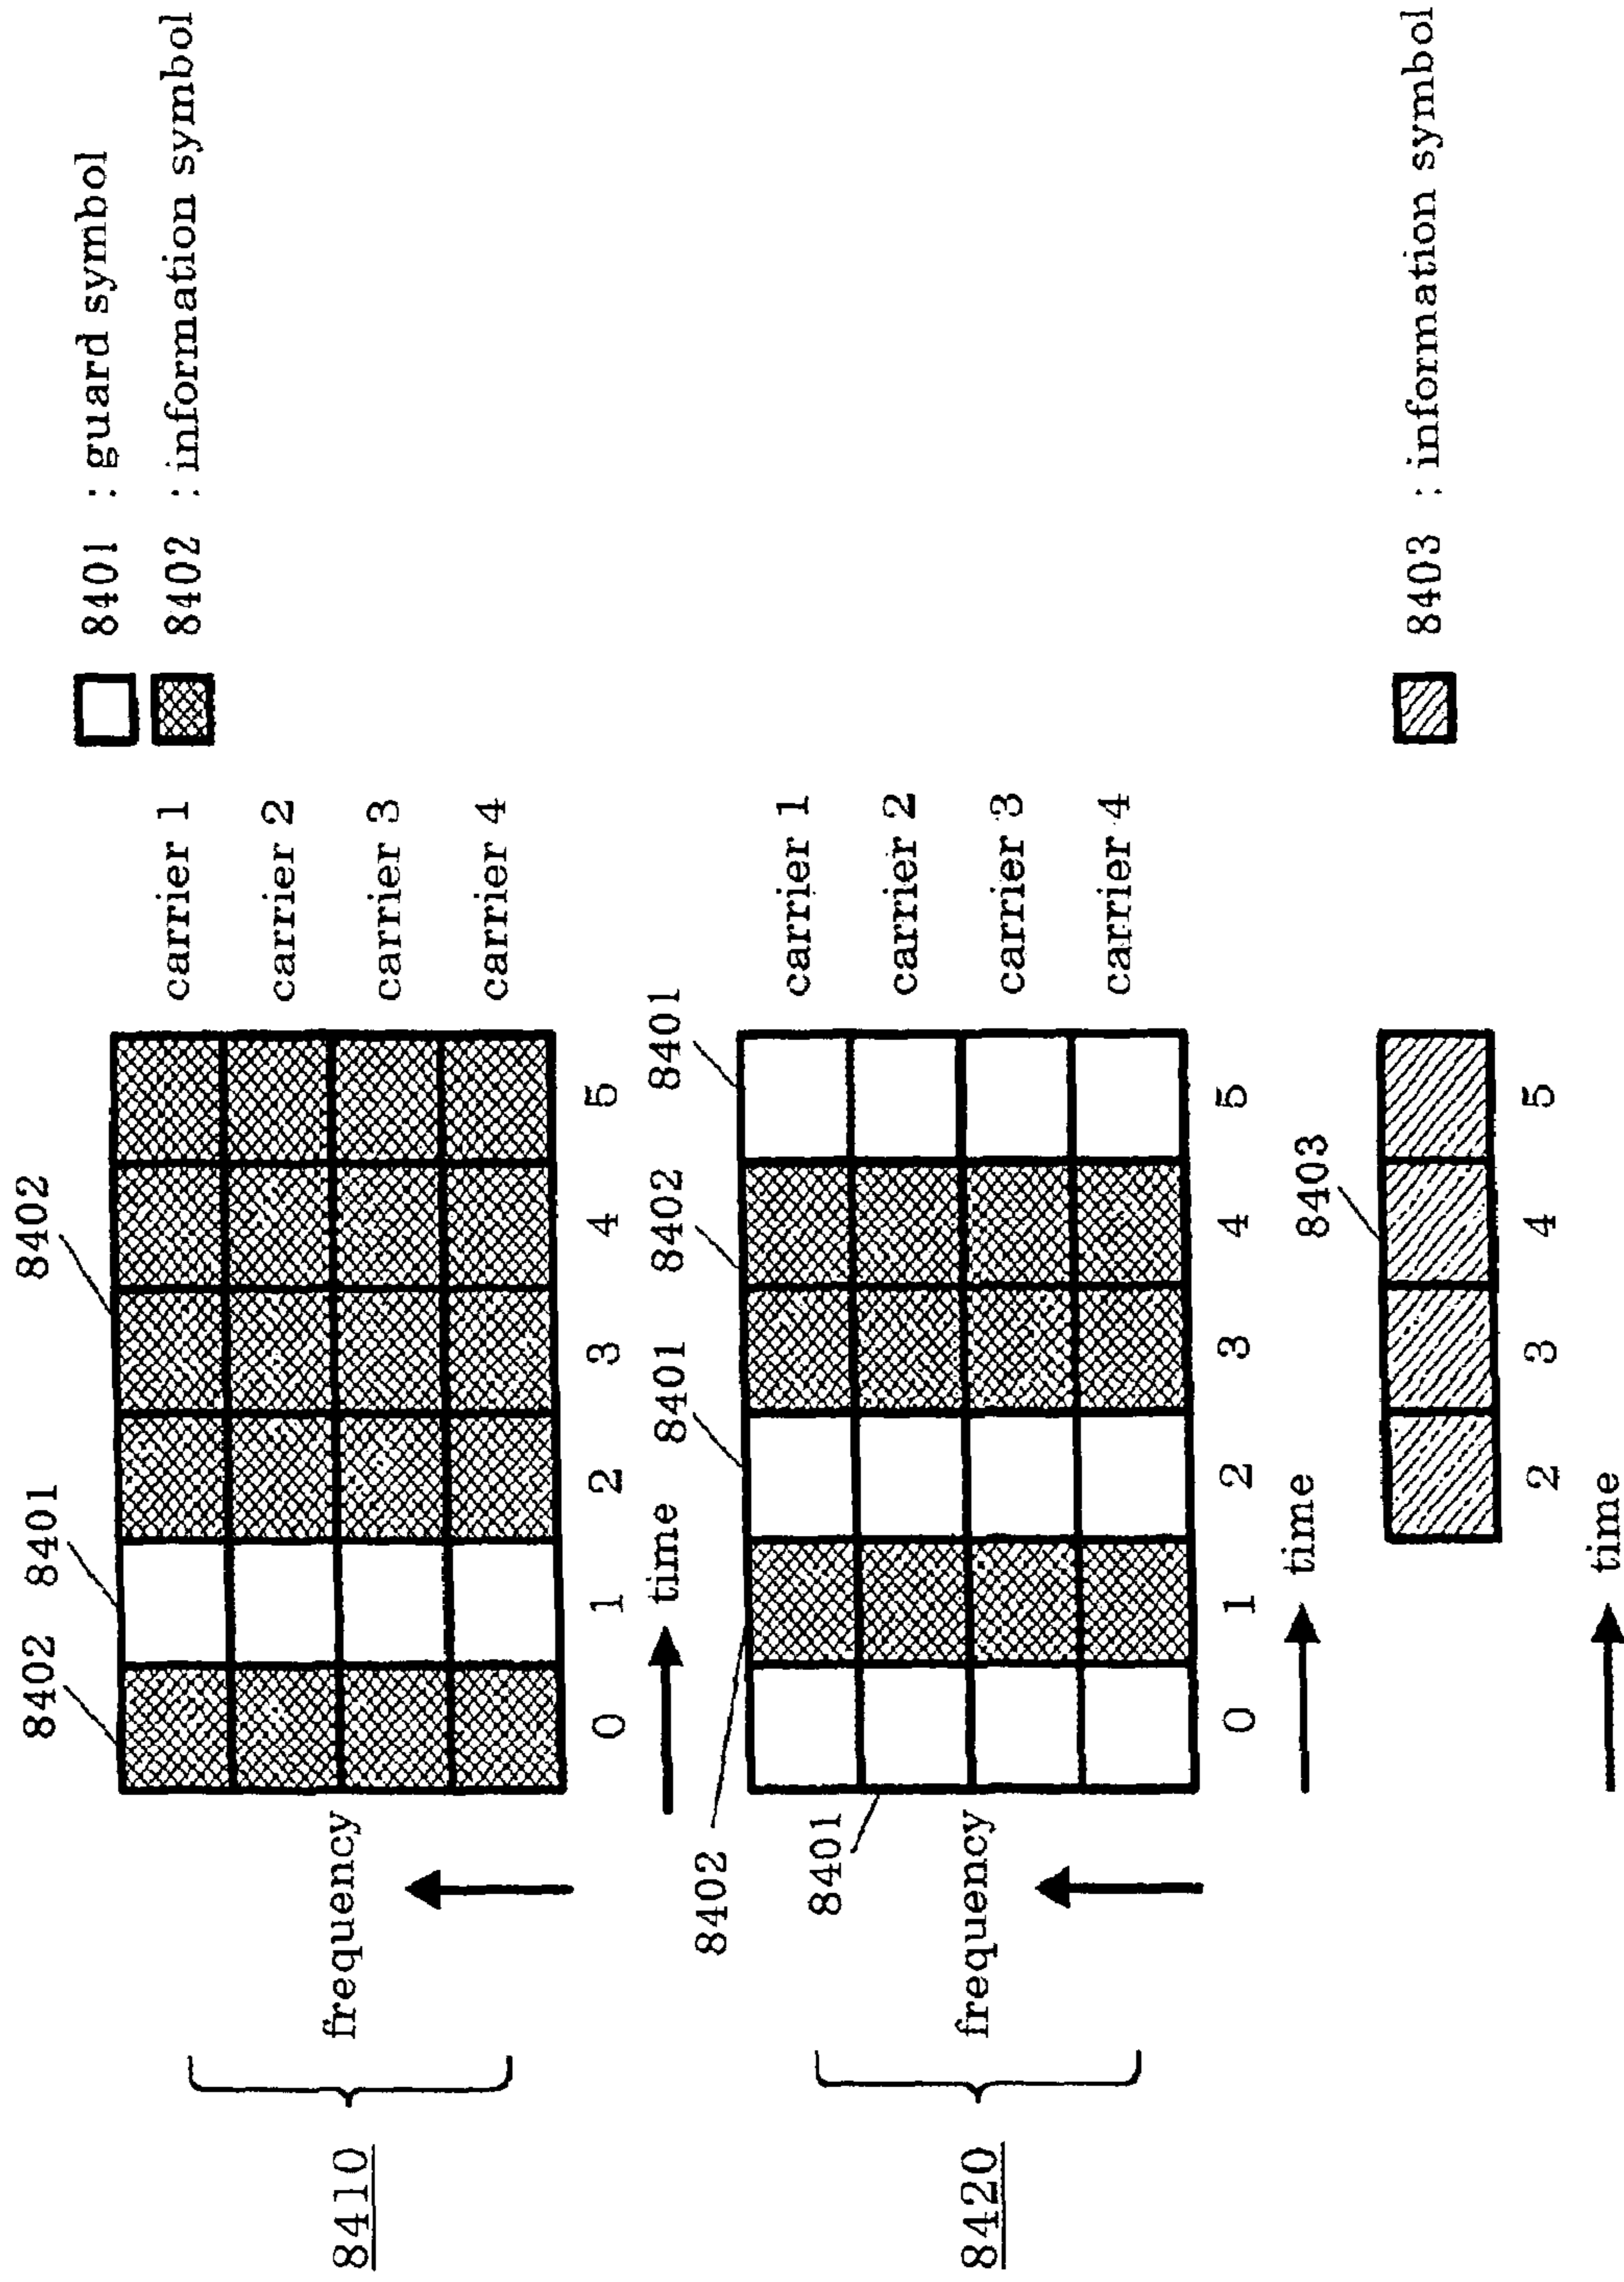 8402 8401 8402
8401 : guard symbol
8402 : information symbol
8410
frequency
carrier 1
carrier 2
carrier 3
carrier 4
0 1 2 3 4 5
time
8402
8401
8401 8402 8401
8420
frequency
carrier 1
carrier 2
carrier 3
carrier 4
0 1 2 3 4 5
time
8403
8403 : information symbol
2 3 4 5
time